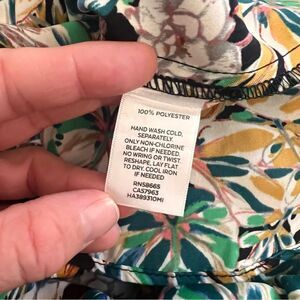 100% POLYESTER
HAND WASH COLD,
SEPARATELY.
ONLY NON-CHLORINE
BLEACH IF NEEDED.
NO WRING OR TWIST
RESHAPE, LAY FLAT
TO DRY. COOL IRON
IF NEEDED
RN58665
CA57963
HA389310MI